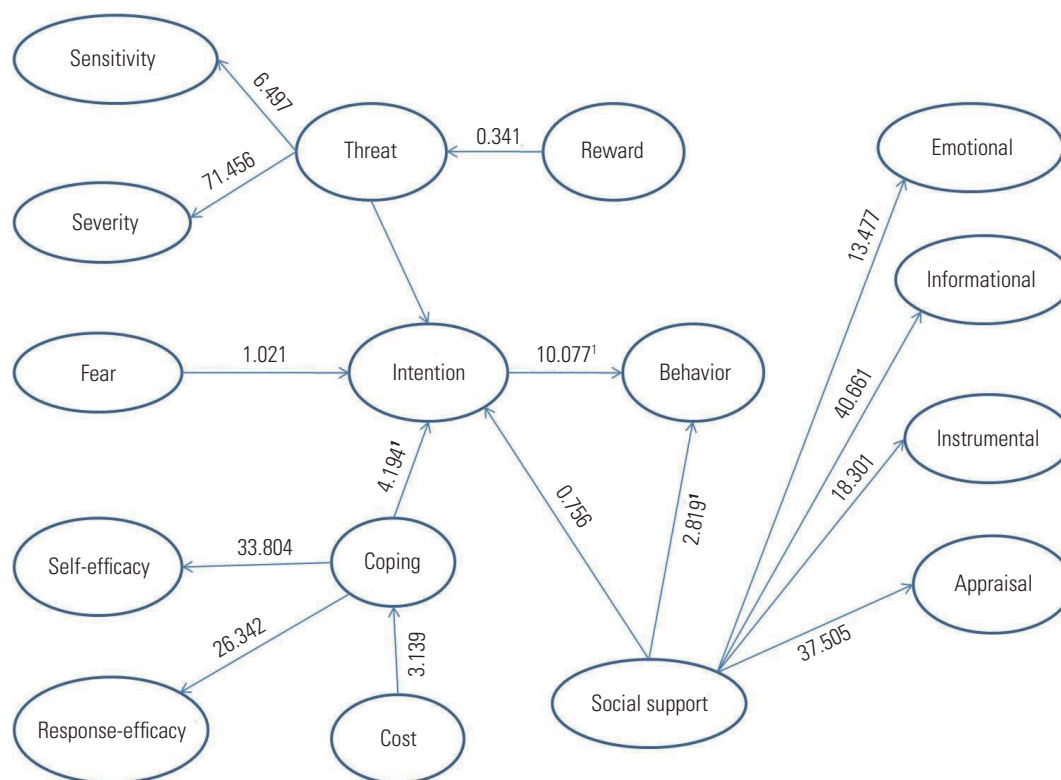 Sensitivity
6.497
Emotional
Threat
0.341
Reward
71.456
Severity
13.477
Informational
Fear
1.021
Intention
10.077¹
Behavior
40.661
Instrumental
4.194¹
18.301
0.756
2.819¹
Self-efficacy
33.804
Coping
Appraisal
26.342
3.139
37.505
Social support
Response-efficacy
Cost